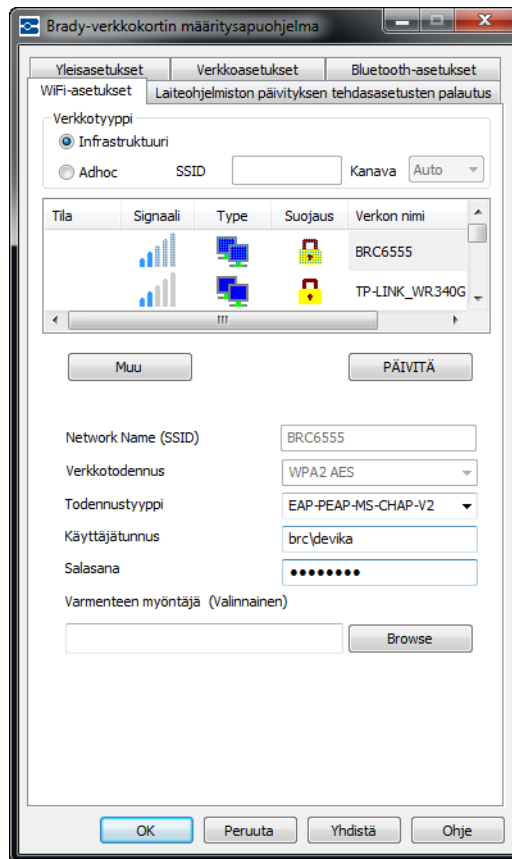 Brady-verkkokortin määritysapuohjelma
Yleisasetukset Verkkoasetukset Bluetooth-asetukset
WiFi-asetukset Laiteohjelmiston päivityksen tehdasasetusten palautus
Verkkotyyppi
Infrastruktuuri
Adhoc SSID Kanava Auto
Tila Signaali Type Suojaus Verkon nimi
BRC6555
TP-LINK_WR340G
Muu PÄIVITÄ
Network Name (SSID) BRC6555
Verkkotodennus WPA2 AES
Todennustyyppi EAP-PEAP-MS-CHAP-V2
Käyttäjätunnus brc\devika
Salasana ●●●●●●●●
Varmenteen myöntäjä (Valinnainen)
Browse
OK Peruuta Yhdistä Ohje